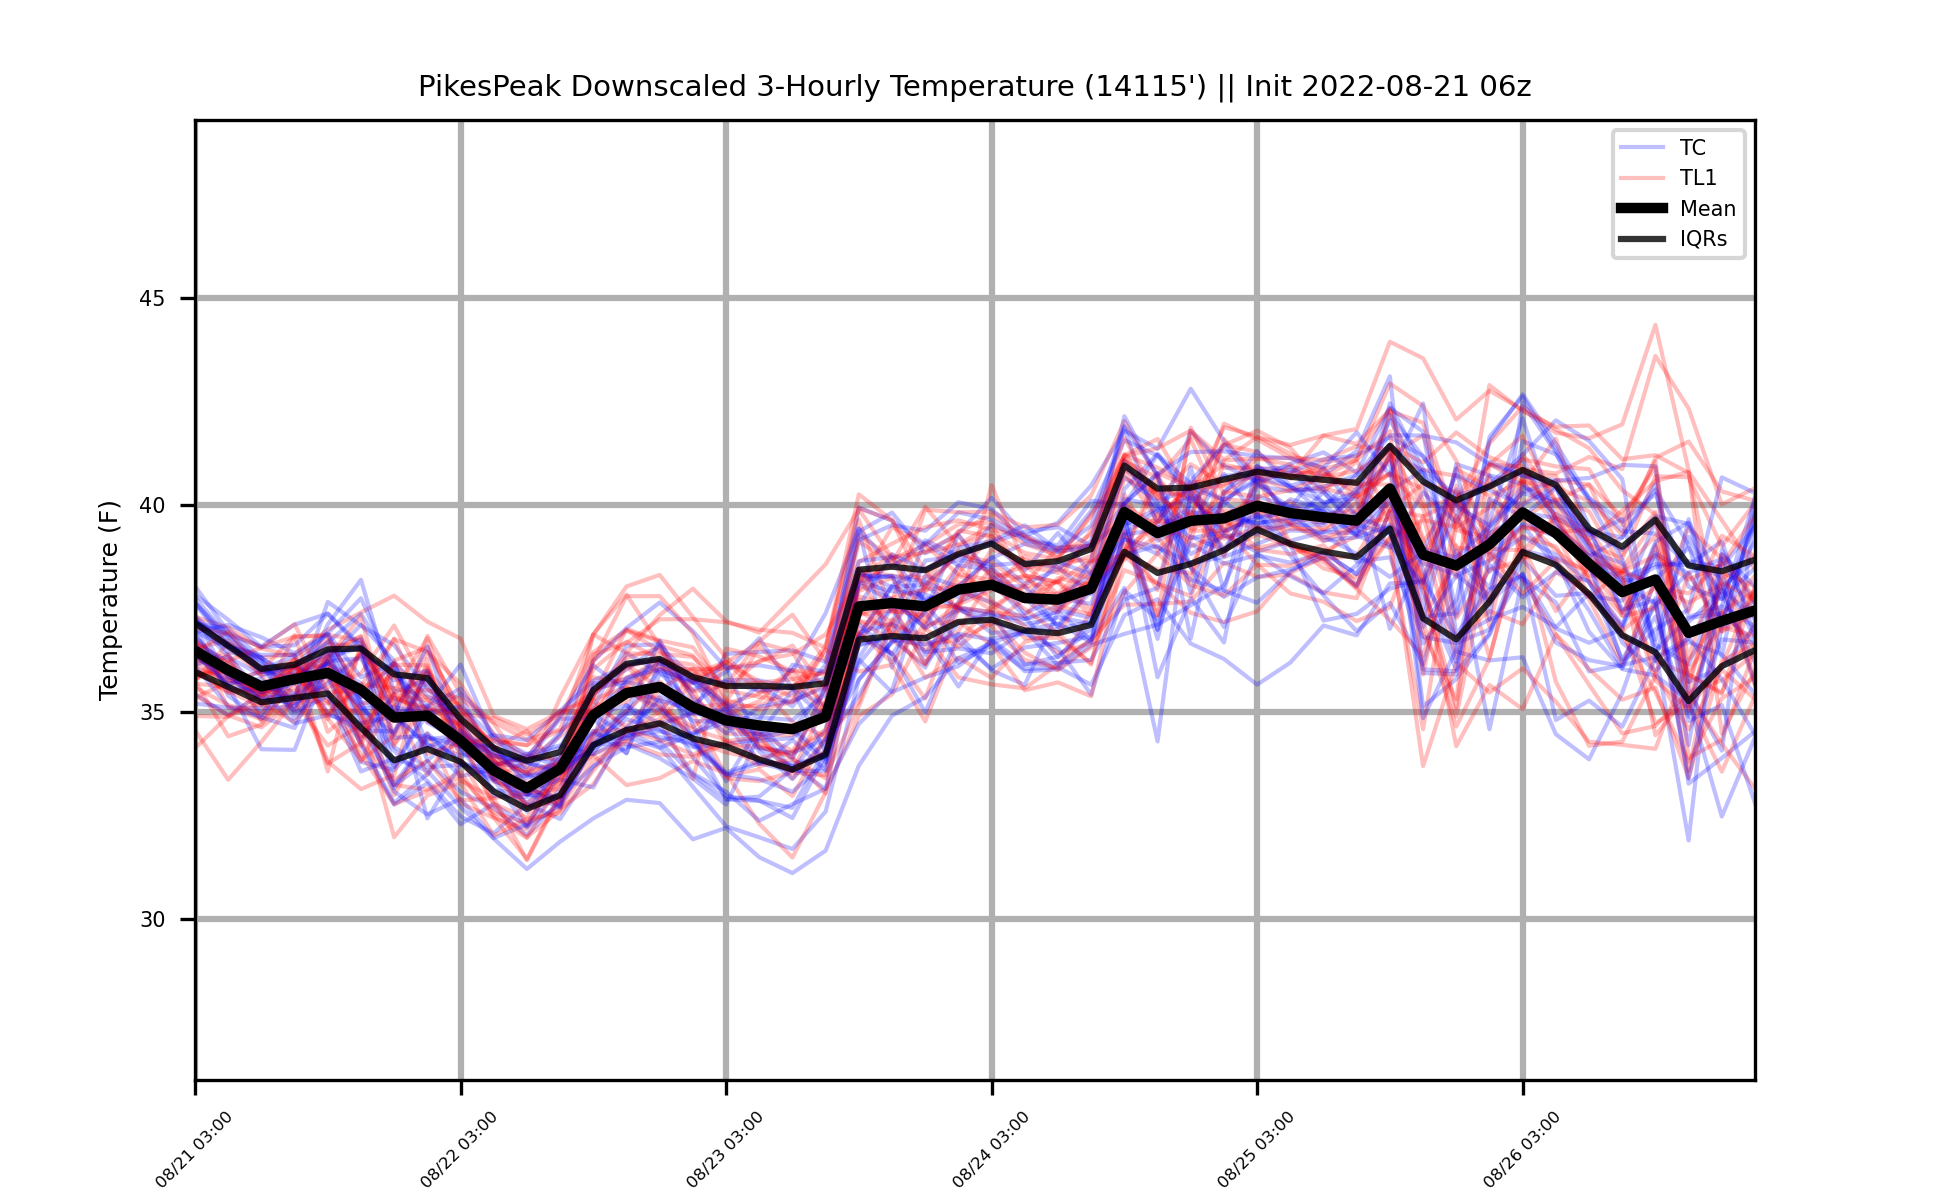 PikesPeak Downscaled 3-Hourly Temperature (14115') || Init 2022-08-21 06z
TC
TL1
Mean
IQRs
Temperature (F)
45
40
35
30
08/21 03:00
08/22 03:00
08/23 03:00
08/24 03:00
08/25 03:00
08/26 03:00